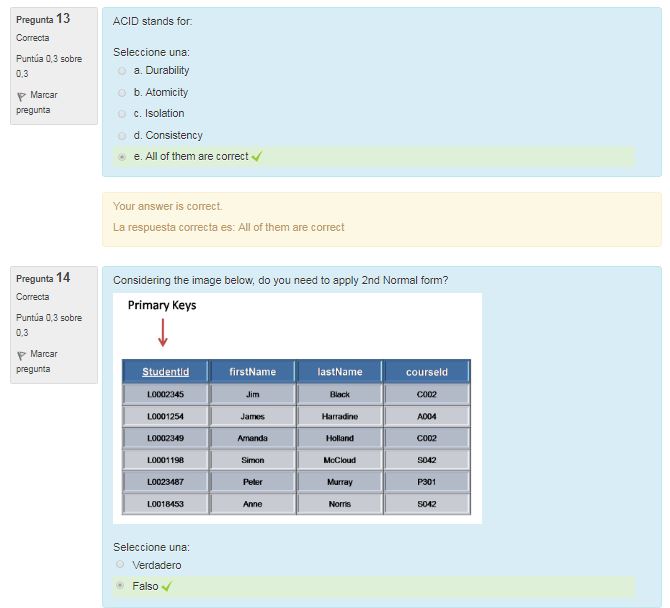 Pregunta 13
Correcta
Puntúa 0,3 sobre
0,3
Marcar
pregunta
ACID stands for:
Seleccione una:
a. Durability
b. Atomicity
c. Isolation
d. Consistency
e. All of them are correct
Your answer is correct.
La respuesta correcta es: All of them are correct
Pregunta 14
Correcta
Puntúa 0,3 sobre
0,3
Marcar
pregunta
Considering the image below, do you need to apply 2nd Normal form?
Primary Keys
StudentId firstName lastName courseId
L0002345 Jim Black C002
L0001254 James Harradine A004
L0002349 Amanda Holland C002
L0001198 Simon McCloud S042
L0023487 Peter Murray P301
L0018453 Anne Norris S042
Seleccione una:
Verdadero
Falso